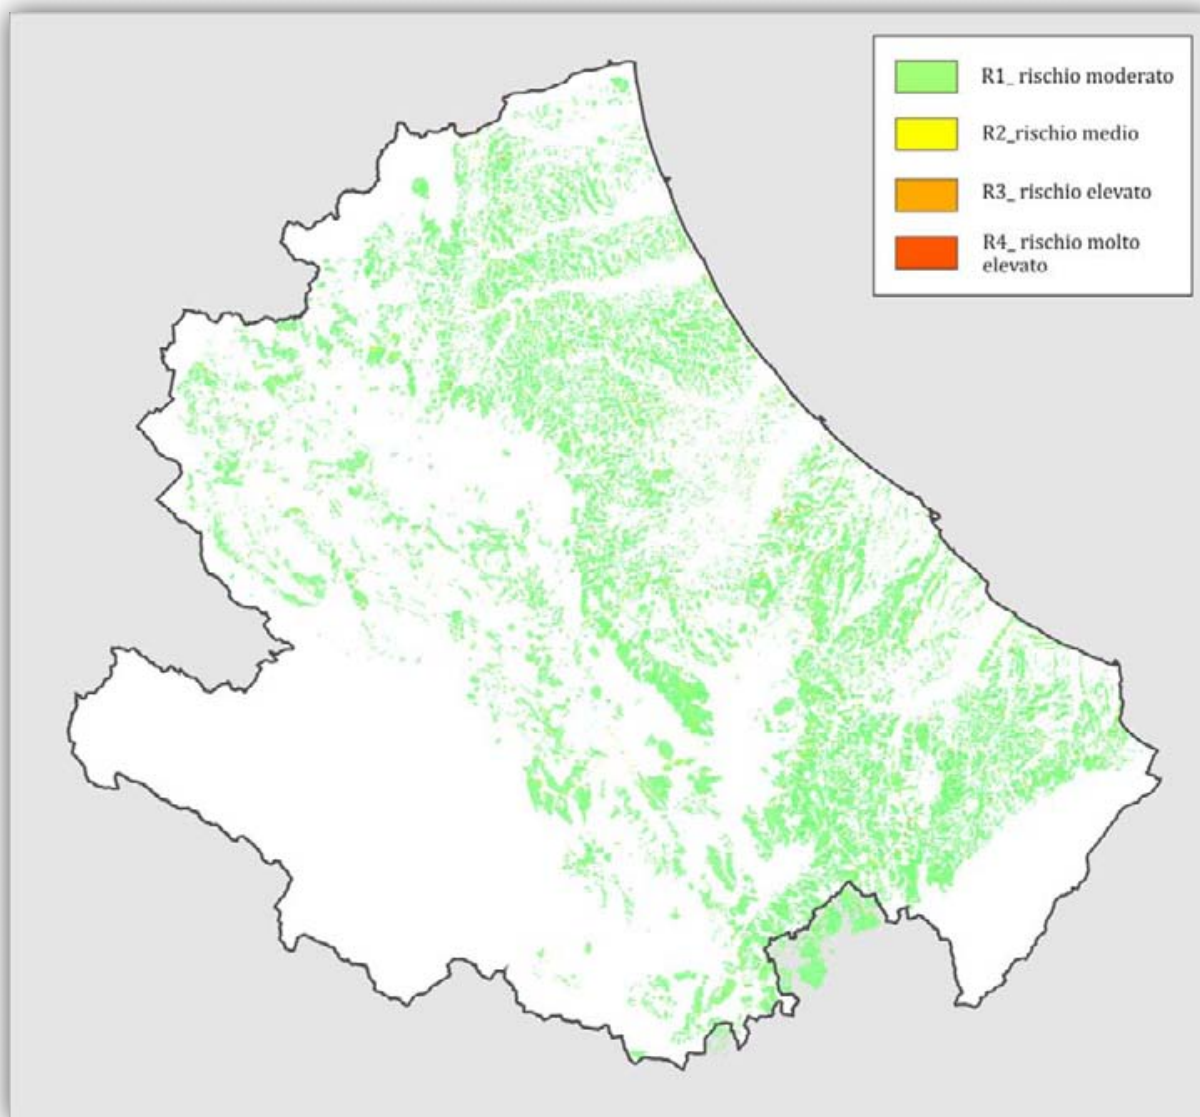 R1_ rischio moderato
R2_rischio medio
R3_ rischio elevato
R4_ rischio molto
elevato